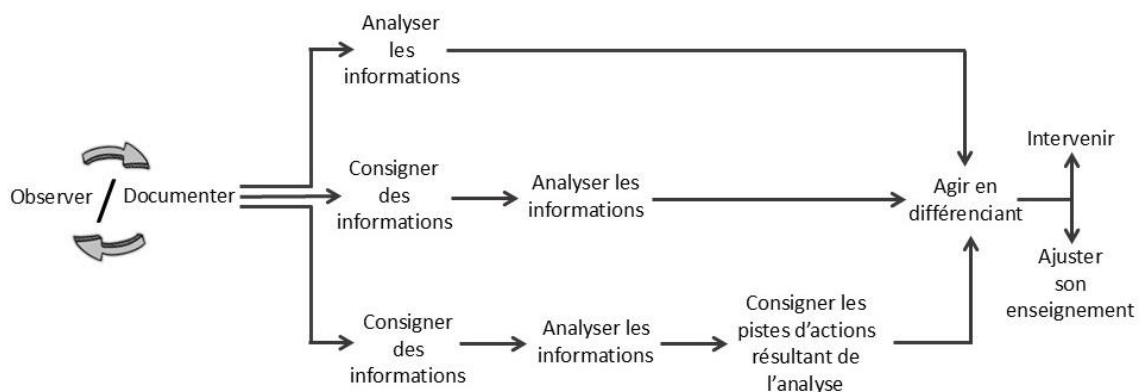 Analyser
les
informations
Observer / Documenter
Consigner
des
informations
Analyser les
informations
Agir en
différenciant
Intervenir
Ajuster
son
enseignement
Consigner
des
informations
Analyser les
informations
Consigner les
pistes d’actions
résultant de
l’analyse